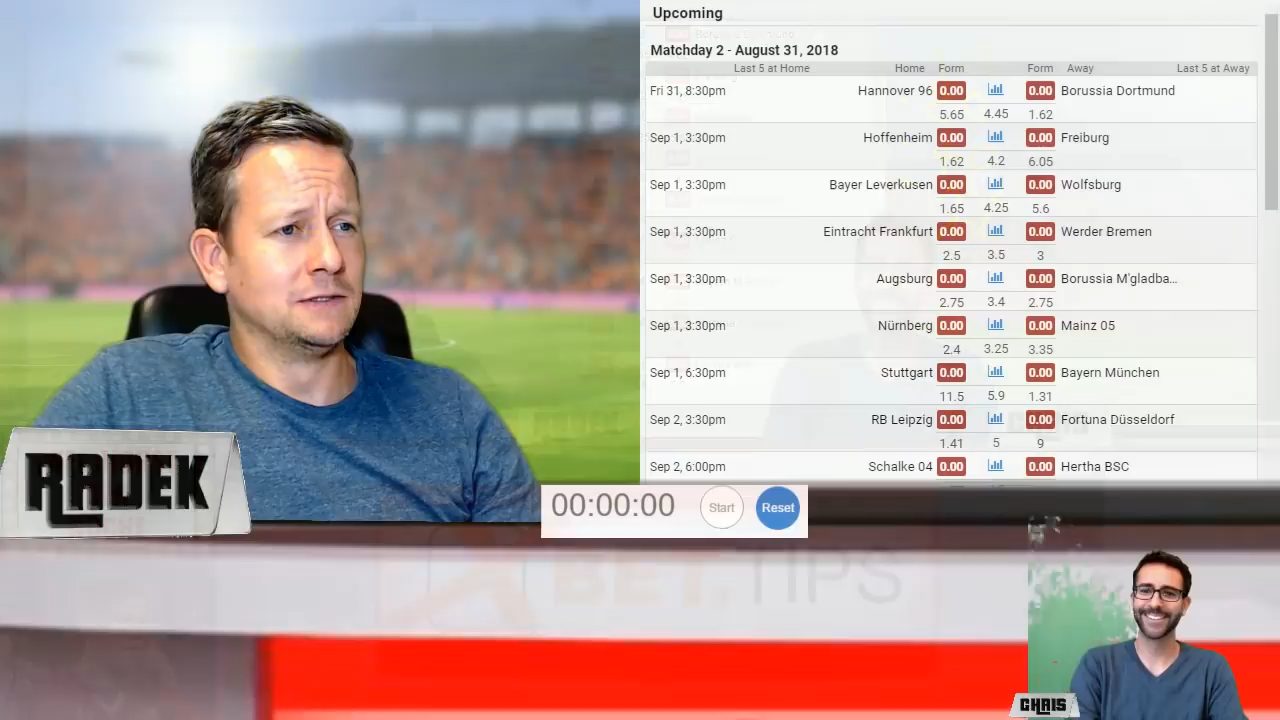 Upcoming
Matchday 2 - August 31, 2018
Last 5 at Home Home Form Form Away Last 5 at Away
Fri 31, 8:30pm Hannover 96 0.00 0.00 Borussia Dortmund
5.65 4.45 1.62
Sep 1, 3:30pm Hoffenheim 0.00 0.00 Freiburg
1.62 4.2 6.05
Sep 1, 3:30pm Bayer Leverkusen 0.00 0.00 Wolfsburg
1.65 4.25 5.6
Sep 1, 3:30pm Eintracht Frankfurt 0.00 0.00 Werder Bremen
2.5 3.5 3
Sep 1, 3:30pm Augsburg 0.00 0.00 Borussia M'gladba...
2.75 3.4 2.75
Sep 1, 3:30pm Nürnberg 0.00 0.00 Mainz 05
2.4 3.25 3.35
Sep 1, 6:30pm Stuttgart 0.00 0.00 Bayern München
11.5 5.9 1.31
Sep 2, 3:30pm RB Leipzig 0.00 0.00 Fortuna Düsseldorf
1.41 5 9
Sep 2, 6:00pm Schalke 04 0.00 0.00 Hertha BSC
RADEK
00:00:00 Start Reset
BET.TIPS
CHRIS